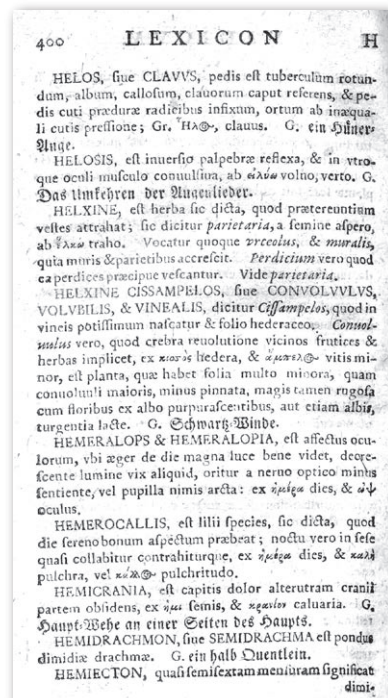 400 LEXICON H
HELOS, siue CLAVVS, pedis est tuberculum rotun-
dum, album, callosum, clauorum caput referens, & pe-
dis cuti præduræ radicibus infixum, ortum ab inæqua-
li cutis pressione; Gr. Ἧλος, clauus. G. ein Hüner-
Auge.
HELOSIS, est inuersio palpebræ reflexa, & in vtro-
que oculi musculo conuulsiua, ab εἰλύω voluo, verto. G.
Das Umkehren der Augenlieder.
HELXINE, est herba sic dicta, quod prætereuntium
vestes attrahat; sic dicitur parietaria, a semine aspero,
ab ἕλκω traho. Vocatur quoque vrceolus, & muralis,
quia muris & parietibus accrescit. Perdicium vero quod
ea perdices præcipue vescantur. Vide parietaria.
HELXINE CISSAMPELOS, siue CONVOLVVLVS,
VOLVBILIS, & VINEALIS, dicitur Cissampelos, quod in
vineis potissimum nascatur & folio hederaceo. Conuol-
uulus vero, quod crebra reuolutione vicinos frutices &
herbas implicet, ex κισσὸς hedera, & ἄμπελος vitis mi-
nor, est planta, quæ habet folia multo minora, quam
conuoluuli maioris, minus pinnata, magis tamen rugosa
cum floribus ex albo purpurascentibus, aut etiam albis,
turgentia lacte. G. Schwartz-Winde.
HEMERALOPS & HEMERALOPIA, est affectus ocu-
lorum, vbi æger de die magna luce bene videt, decre-
scente lumine vix aliquid, oritur a neruo optico minus
sentiente, vel pupilla nimis arcta: ex ἡμέρα dies, & ὢψ
oculus.
HEMEROCALLIS, est lilii species, sic dicta, quod
die sereno bonum aspectum præbeat; noctu vero in sese
quasi collabitur contrahiturque, ex ἡμέρα dies, & καλὴ
pulchra, vel κάλλος pulchritudo.
HEMICRANIA, est capitis dolor alterutram cranii
partem obsidens, ex ἥμι semis, & κρανίον caluaria. G.
Haupt-Wehe an einer Seiten des Haupts.
HEMIDRACHMON, siue SEMIDRACHMA est pondus
dimidiæ drachmæ. G. ein halb Quentlein.
HEMIECTON, quasi semisextam mensuram significat
dimi-